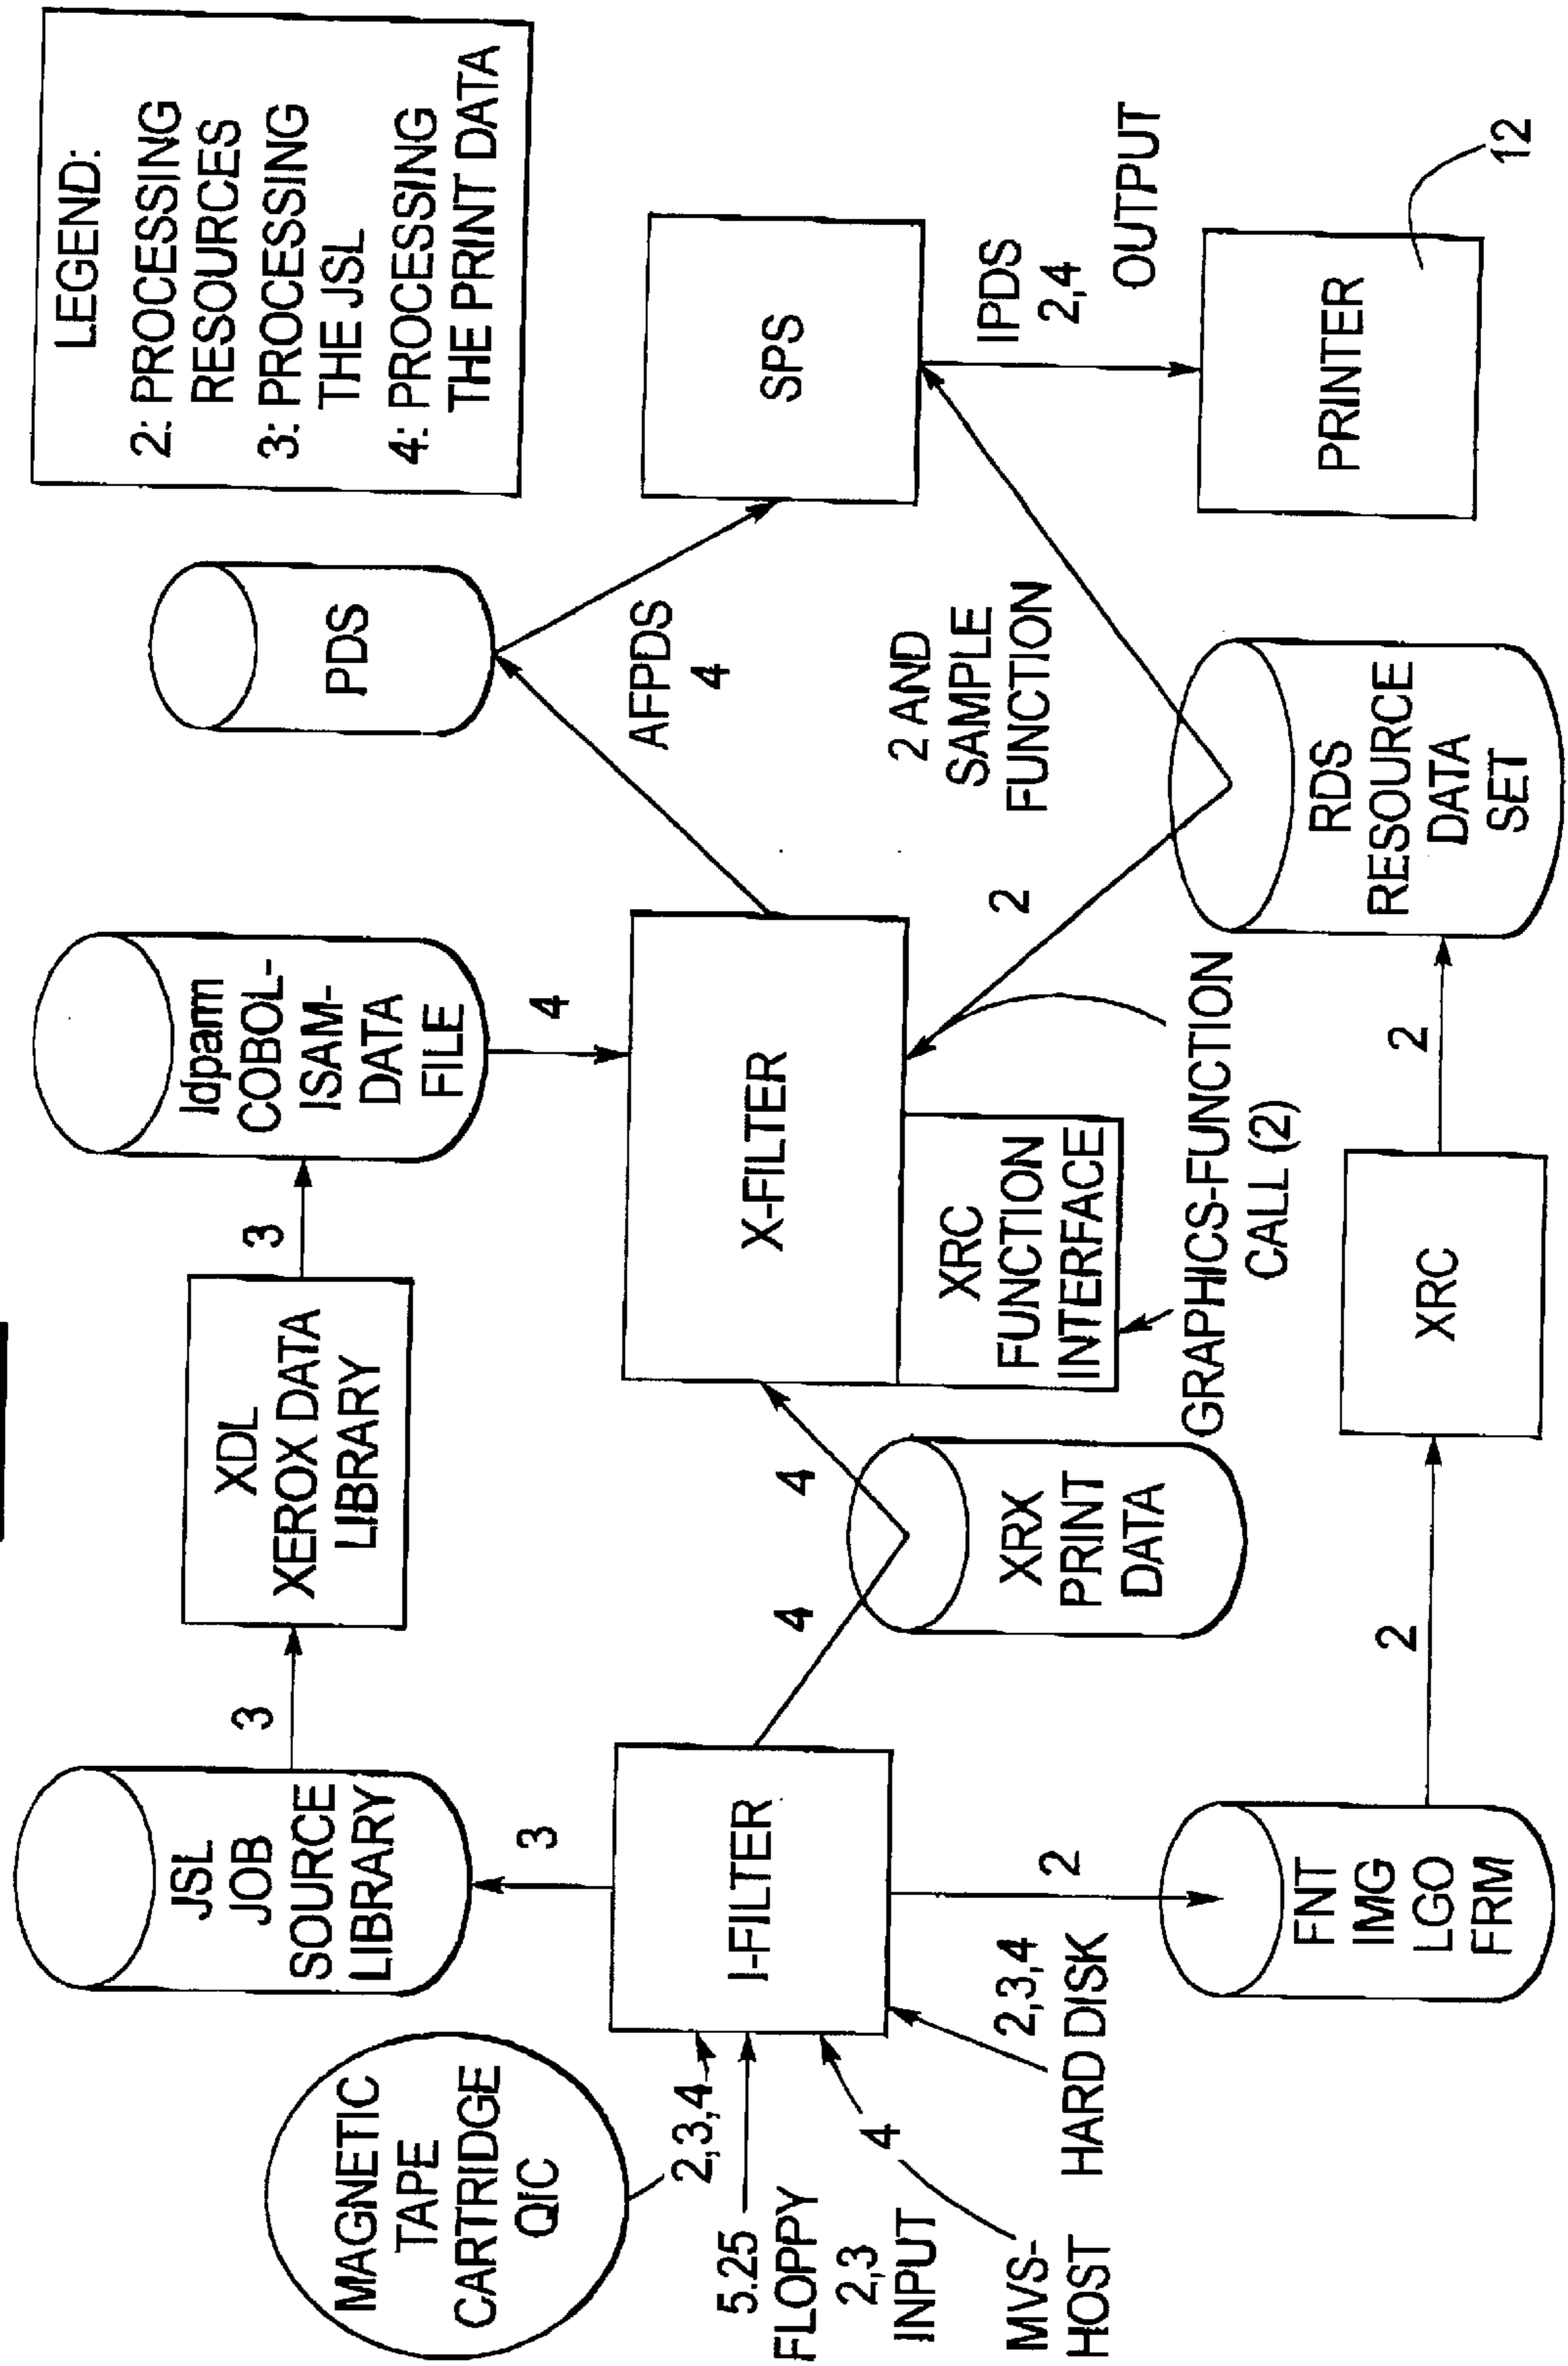 MAGNETIC
TAPE
CARTRIDGE
QIC
2,3,4
5.25
FLOPPY
2,3
INPUT
4
MVS-
HOST
2,3,4
HARD DISK
I-FILTER
3
JSL
JOB
SOURCE
LIBRARY
3
XDL
XEROX DATA
LIBRARY
3
ldparm
COBOL-
ISAM-
DATA
FILE
4
2
FNT
IMG
LGO
FRM
2
XRC
2
RDS
RESOURCE
DATA
SET
4
XRX
PRINT
DATA
4
X-FILTER
XRC
FUNCTION
INTERFACE
GRAPHICS-FUNCTION
CALL (2)
2
2 AND
SAMPLE
FUNCTION
PDS
AFPDS
4
SPS
IPDS
2,4
OUTPUT
PRINTER
12
LEGEND:
2: PROCESSING
RESOURCES
3: PROCESSING
THE JSL
4: PROCESSING
THE PRINT DATA